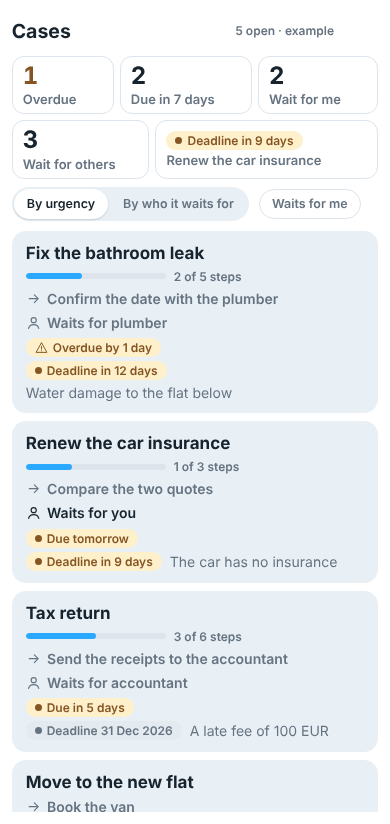 Cases
5 open · example
1
Overdue
2
Due in 7 days
2
Wait for me
3
Wait for others
Deadline in 9 days
Renew the car insurance
By urgency
By who it waits for
Waits for me
Fix the bathroom leak
2 of 5 steps
→ Confirm the date with the plumber
Waits for plumber
Overdue by 1 day
Deadline in 12 days
Water damage to the flat below
Renew the car insurance
1 of 3 steps
→ Compare the two quotes
Waits for you
Due tomorrow
Deadline in 9 days
The car has no insurance
Tax return
3 of 6 steps
→ Send the receipts to the accountant
Waits for accountant
Due in 5 days
Deadline 31 Dec 2026
A late fee of 100 EUR
Move to the new flat
→ Book the van